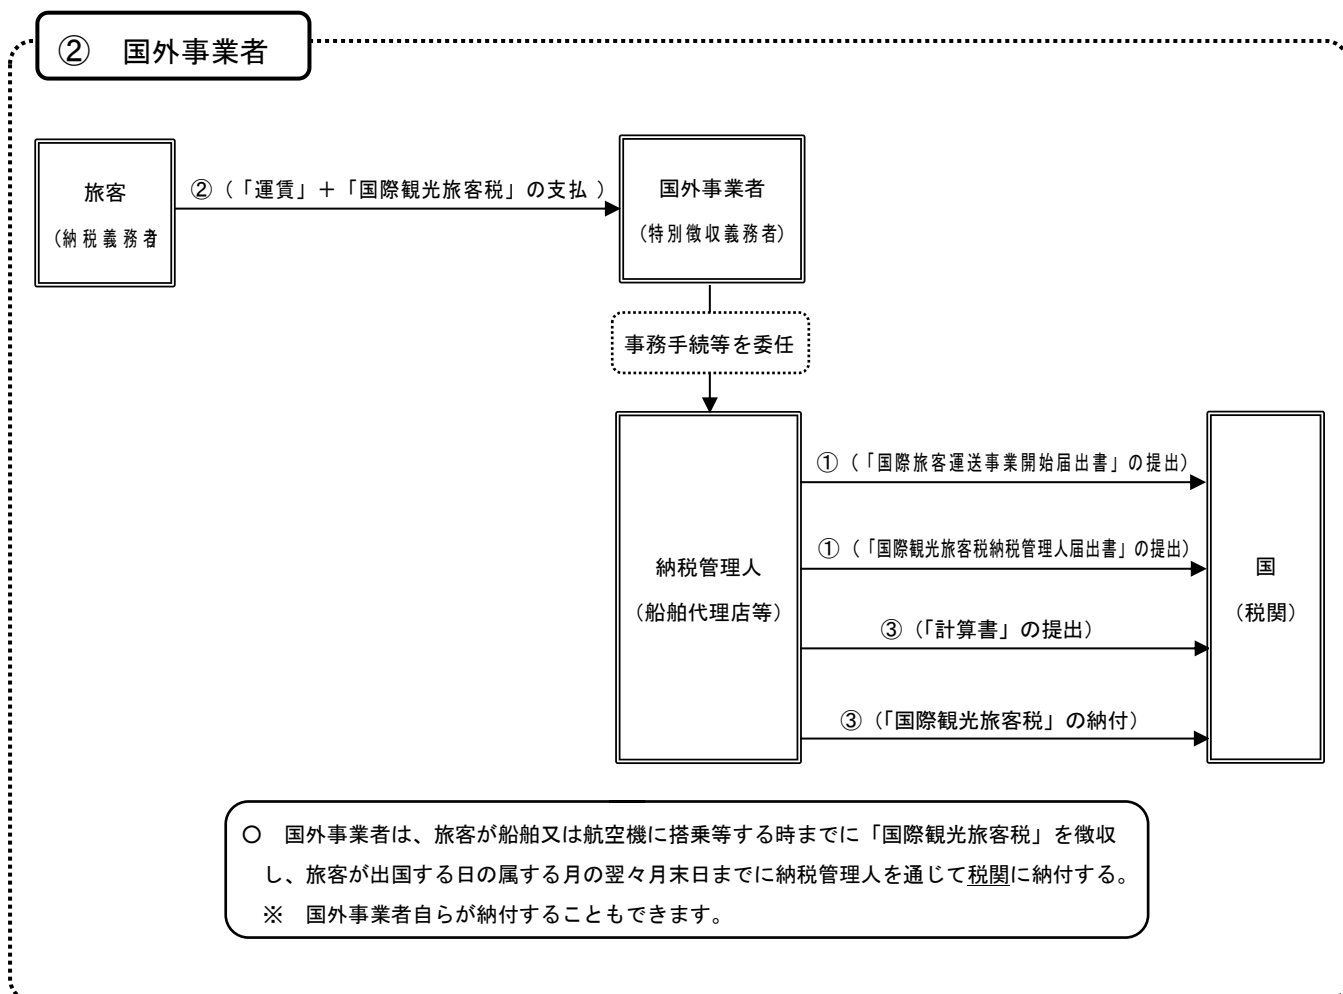 ② 国外事業者
旅客
(納税義務者
②(「運賃」+「国際観光旅客税」の支払)
国外事業者
(特別徴収義務者)
事務手続等を委任
納税管理人
(船舶代理店等)
①(「国際旅客運送事業開始届出書」の提出)
①(「国際観光旅客税納税管理人届出書」の提出)
③(「計算書」の提出)
③(「国際観光旅客税」の納付)
国
(税関)
○ 国外事業者は、旅客が船舶又は航空機に搭乗等する時までに「国際観光旅客税」を徴収
し、旅客が出国する日の属する月の翌々月末日までに納税管理人を通じて税関に納付する。
※ 国外事業者自らが納付することもできます。